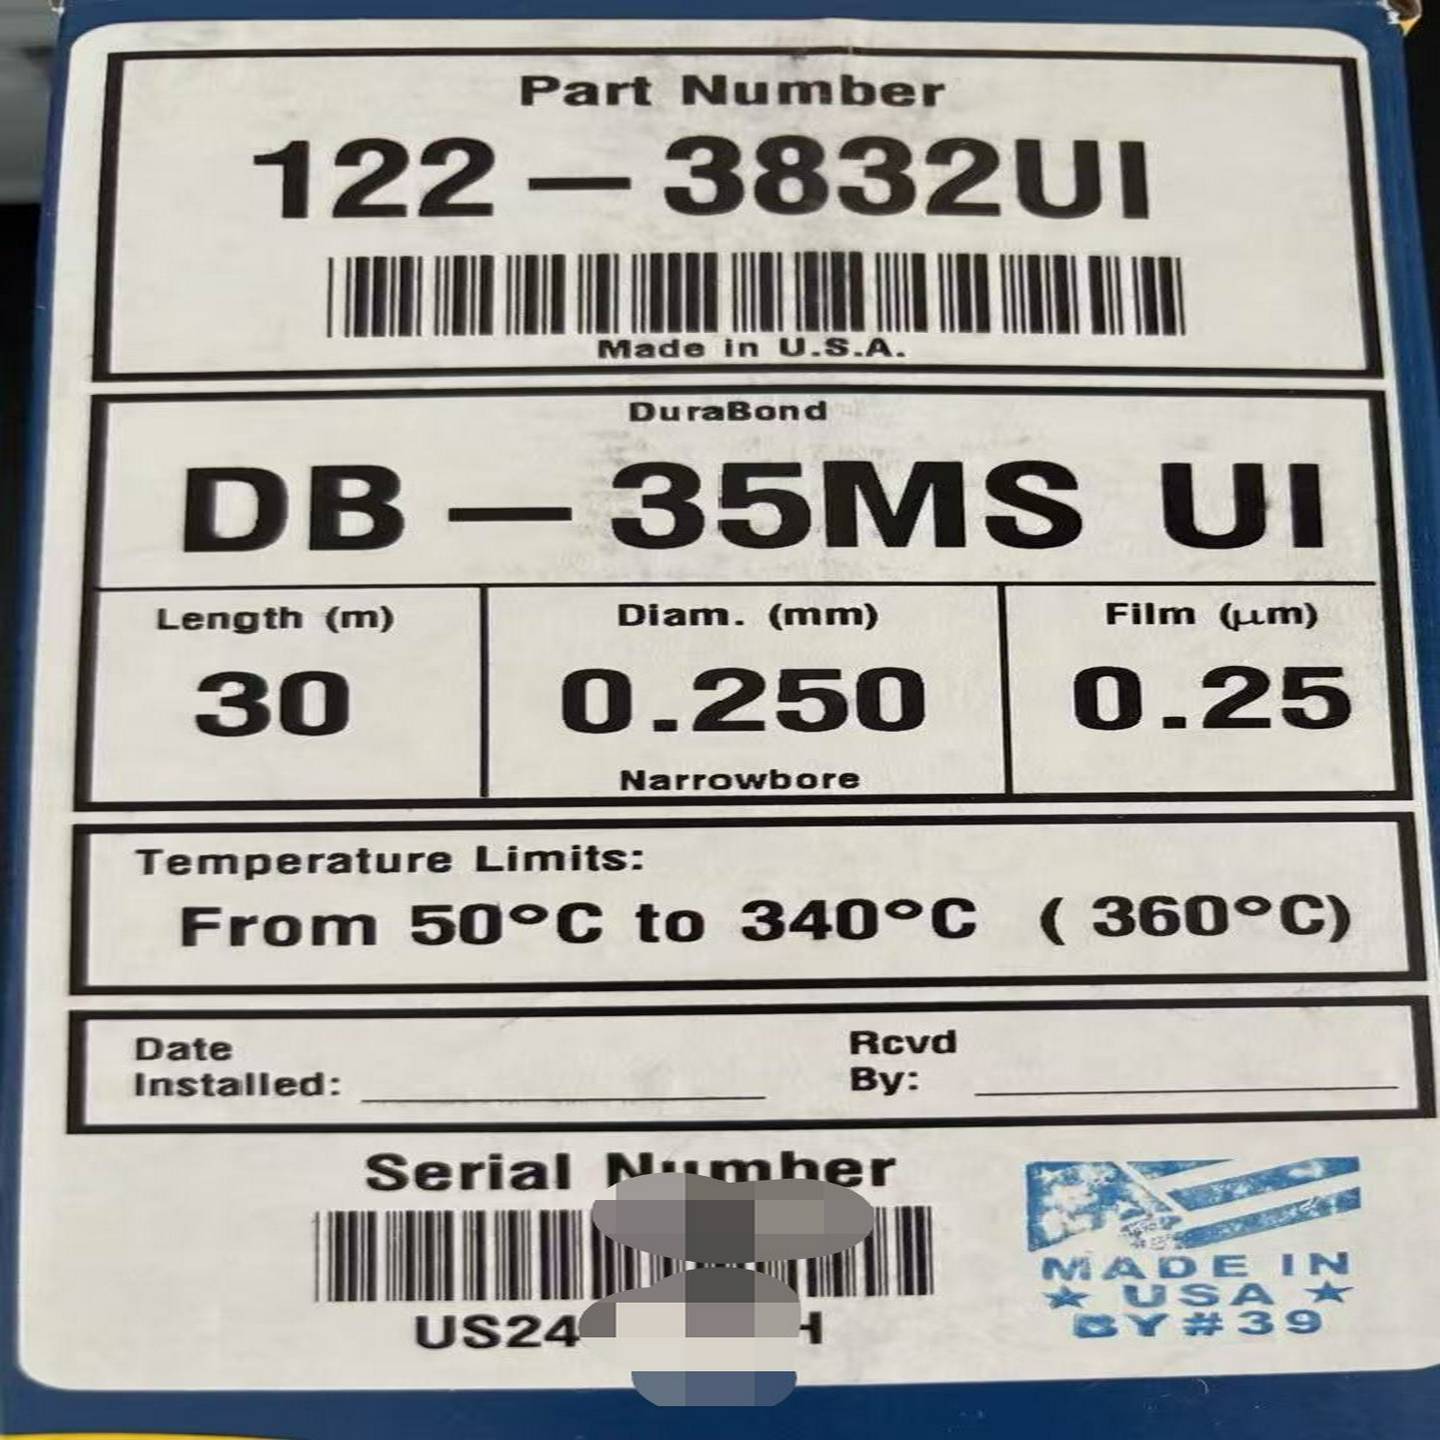 Part Number
122-3832UI
Made in U.S.A.
DuraBond
DB-35MS UI
Length (m) Diam. (mm) Film (μm)
30 0.250 0.25
Narrowbore
Temperature Limits:
From 50°C to 340°C (360°C)
Date Rcvd
Installed: By:
Serial Number
US24
MADE IN
★ USA ★
BY#39